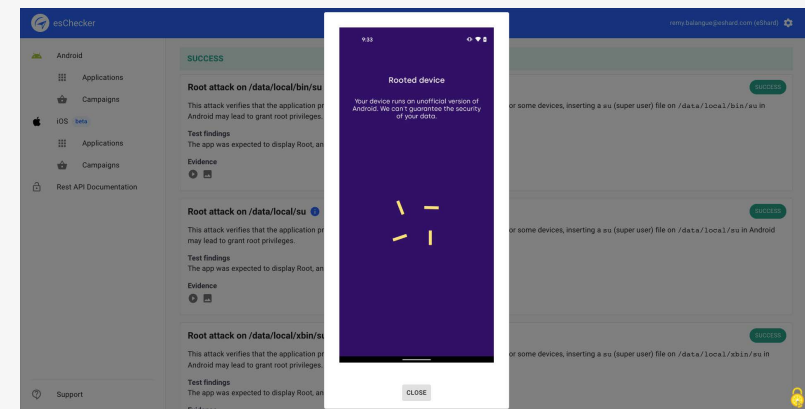 esChecker
remy.balangue@eshard.com (eShard)
Android
Applications
Campaigns
iOS beta
Applications
Campaigns
Rest API Documentation
Support
SUCCESS
Root attack on /data/local/bin/su
SUCCESS
This attack verifies that the application pr
or some devices, inserting a su (super user) file on /data/local/bin/su in
Android may lead to grant root privileges.
Test findings
The app was expected to display Root, an
Evidence
Root attack on /data/local/su
SUCCESS
This attack verifies that the application pr
or some devices, inserting a su (super user) file on /data/local/su in Android
may lead to grant root privileges.
Test findings
The app was expected to display Root, an
Evidence
Root attack on /data/local/xbin/su
SUCCESS
This attack verifies that the application pr
or some devices, inserting a su (super user) file on /data/local/xbin/su in
Android may lead to grant root privileges.
Test findings
The app was expected to display Root, an
9:33
Rooted device
Your device runs an unofficial version of
Android. We can't guarantee the security
of your data.
CLOSE